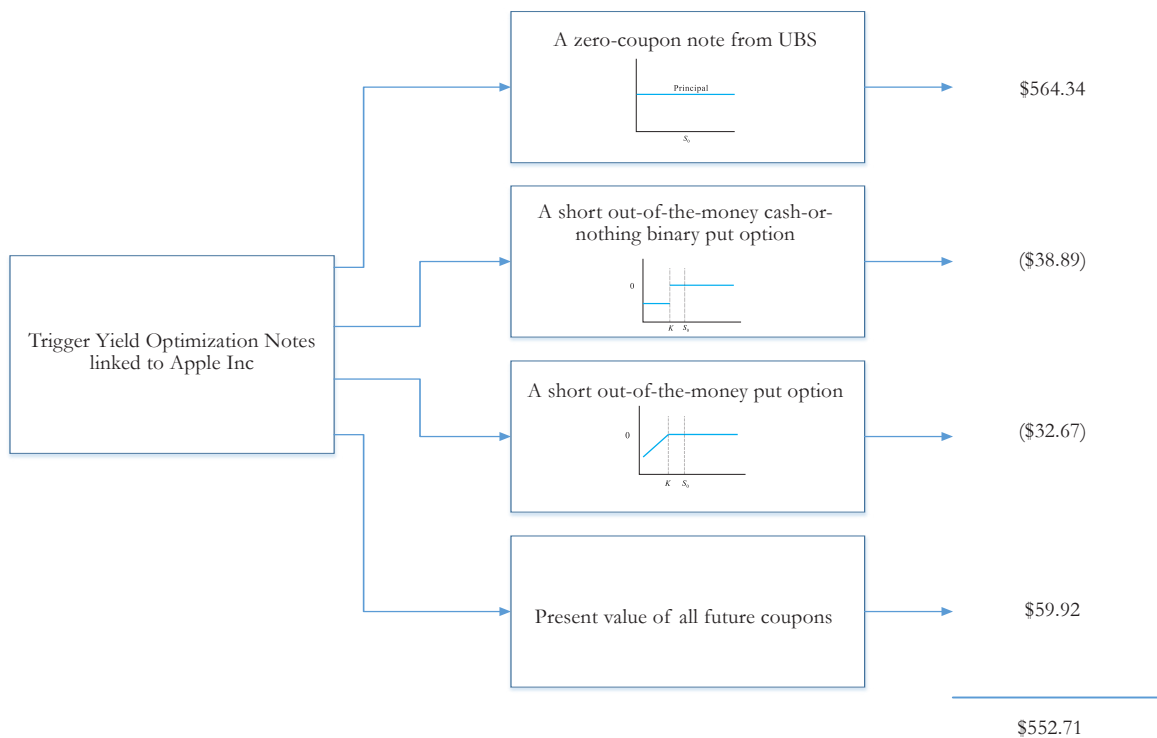 A zero-coupon note from UBS
Principal
S₀
$564.34
A short out-of-the-money cash-or-
nothing binary put option
0
K S₀
($38.89)
Trigger Yield Optimization Notes
linked to Apple Inc
A short out-of-the-money put option
0
K S₀
($32.67)
Present value of all future coupons
$59.92
$552.71